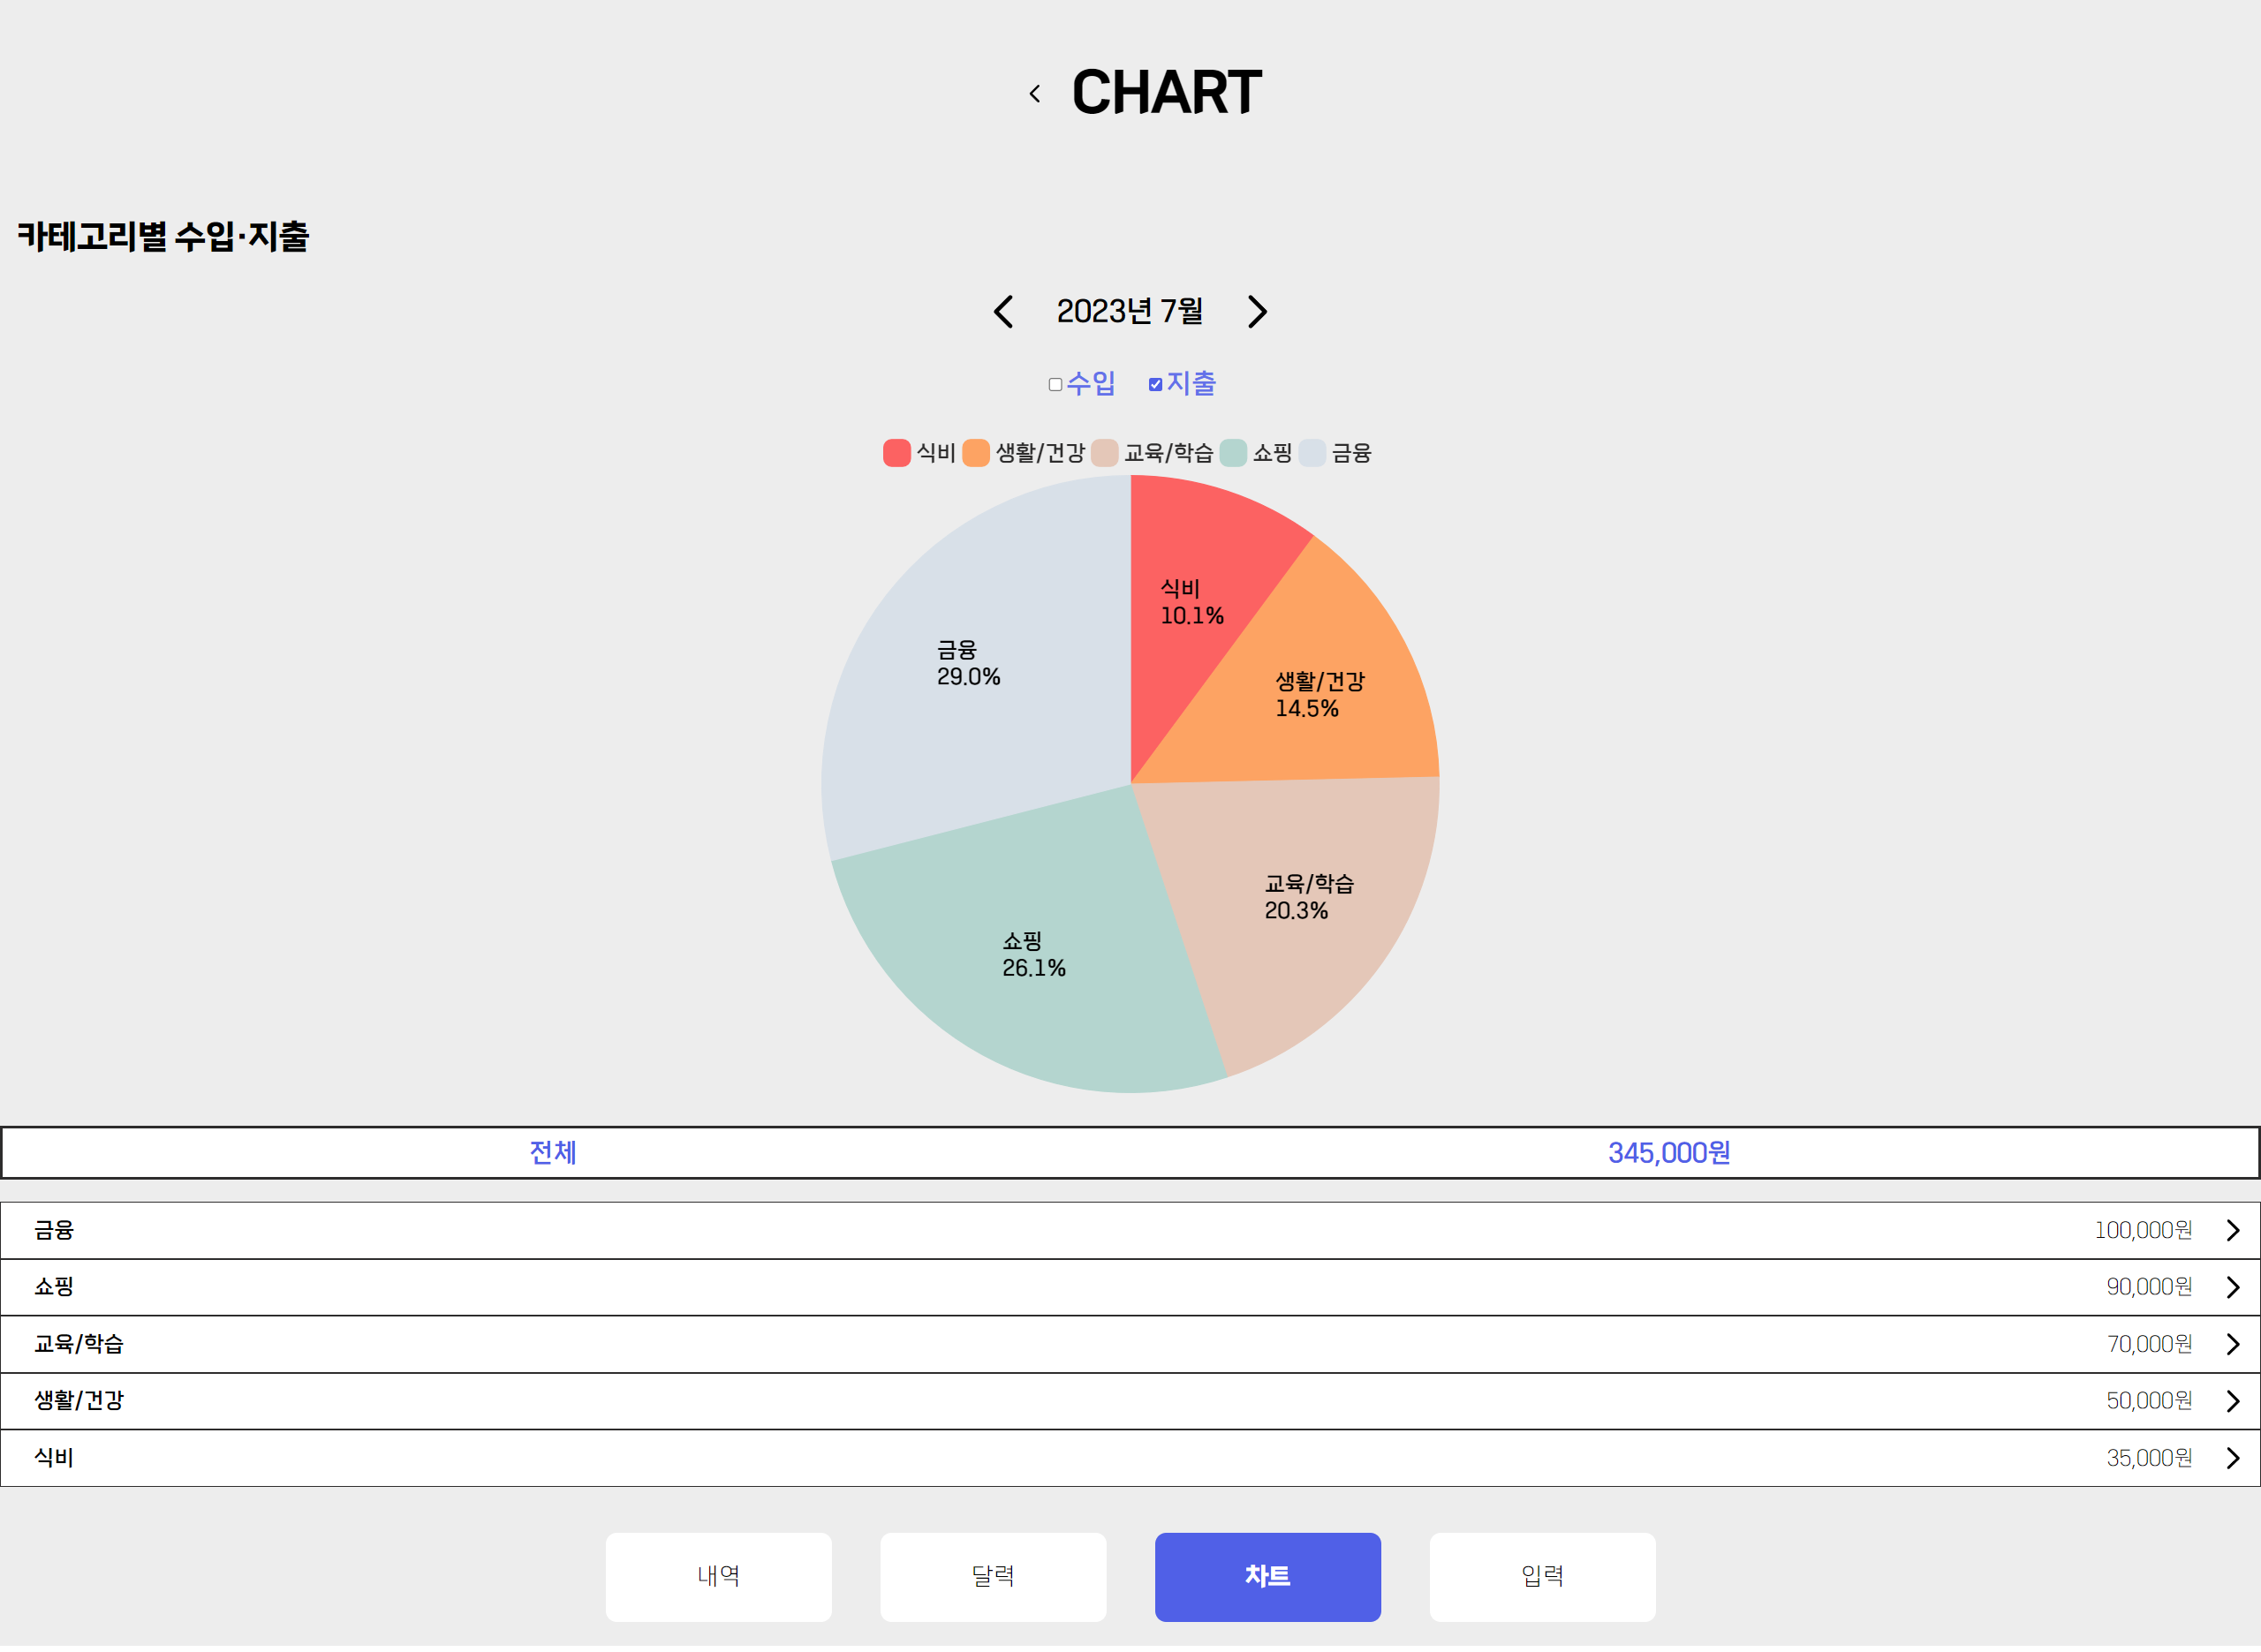 CHART
카테고리별 수입·지출
2023년 7월
수입 지출
식비 생활/건강 교육/학습 쇼핑 금융
식비
10.1%
금융
29.0%
생활/건강
14.5%
교육/학습
20.3%
쇼핑
26.1%
전체 345,000원
금융 100,000원
쇼핑 90,000원
교육/학습 70,000원
생활/건강 50,000원
식비 35,000원
내역 달력 차트 입력